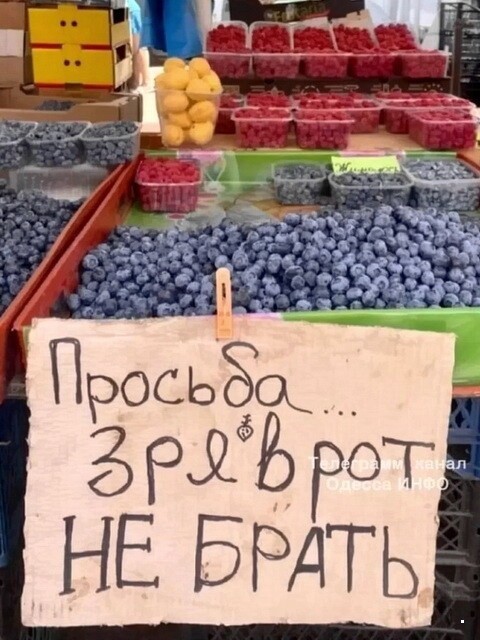 Просьба....
Зря в рот
НЕ БРАТЬ
Телеграмм канал
Одесса ИНФО